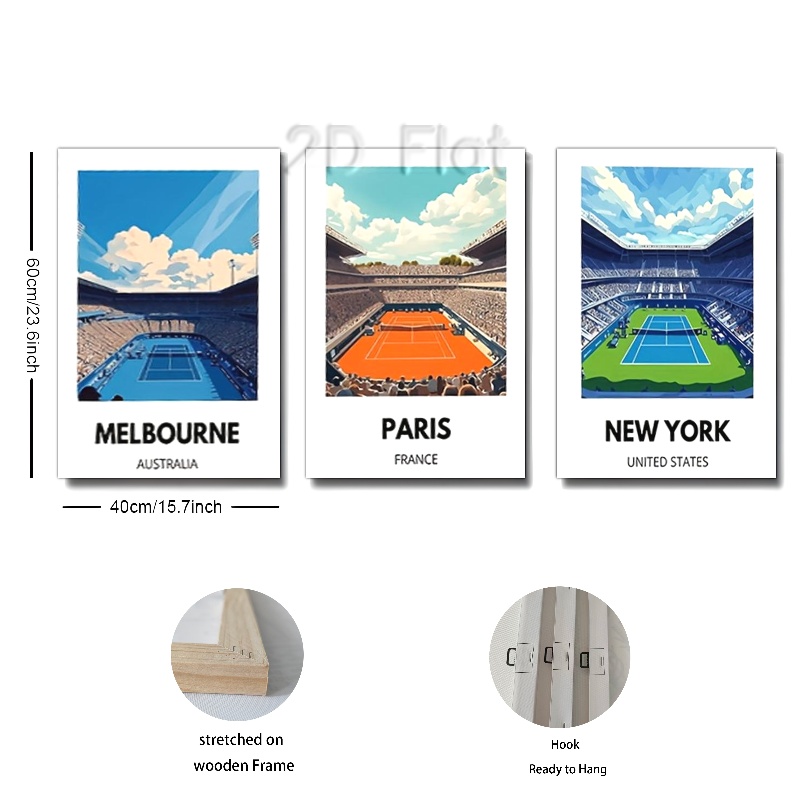 2D Flat
60cm/23.6inch
MELBOURNE
AUSTRALIA
PARIS
FRANCE
NEW YORK
UNITED STATES
40cm/15.7inch
stretched on
wooden Frame
Hook
Ready to Hang